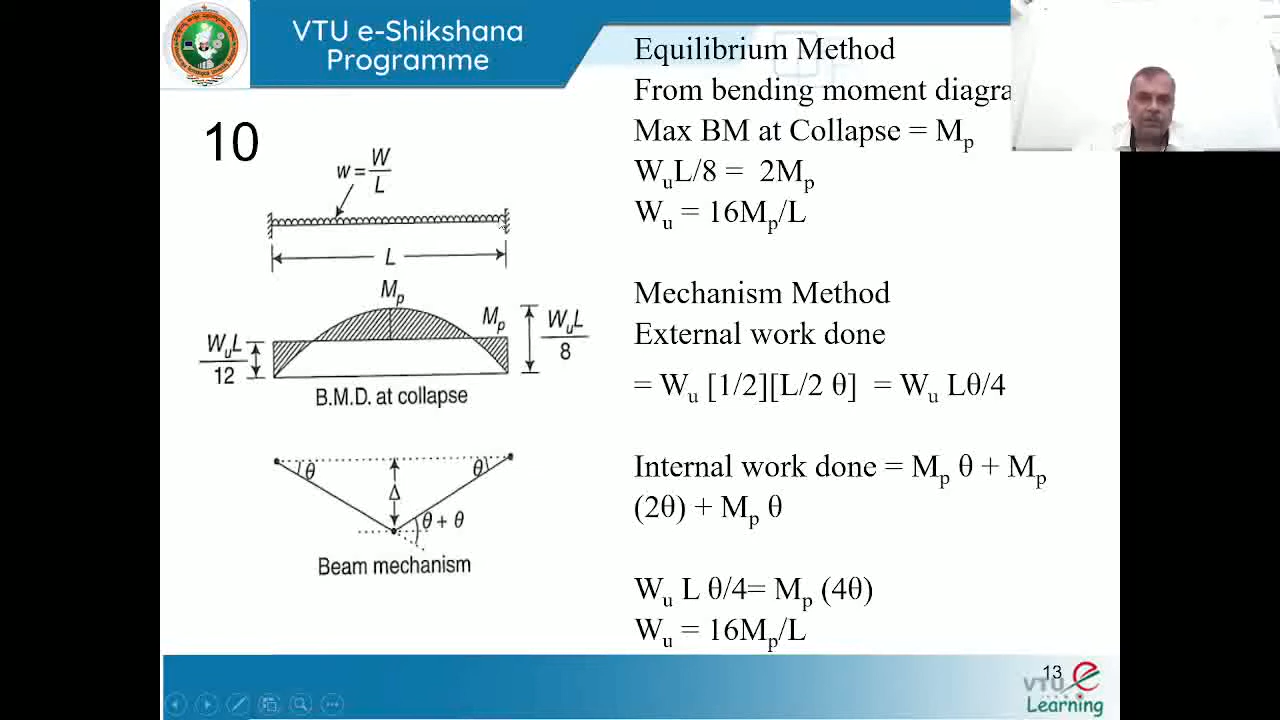 VTU e-Shikshana
Programme
10
w = W/L
L
M_p
M_p
W_uL/12
W_uL/8
B.M.D. at collapse
θ
θ
Δ
θ + θ
Beam mechanism
Equilibrium Method
From bending moment diagra
Max BM at Collapse = M_p
W_uL/8 = 2M_p
W_u = 16M_p/L
Mechanism Method
External work done
= W_u [1/2][L/2 θ] = W_u Lθ/4
Internal work done = M_p θ + M_p
(2θ) + M_p θ
W_u L θ/4= M_p (4θ)
W_u = 16M_p/L
13
VTU e
Learning